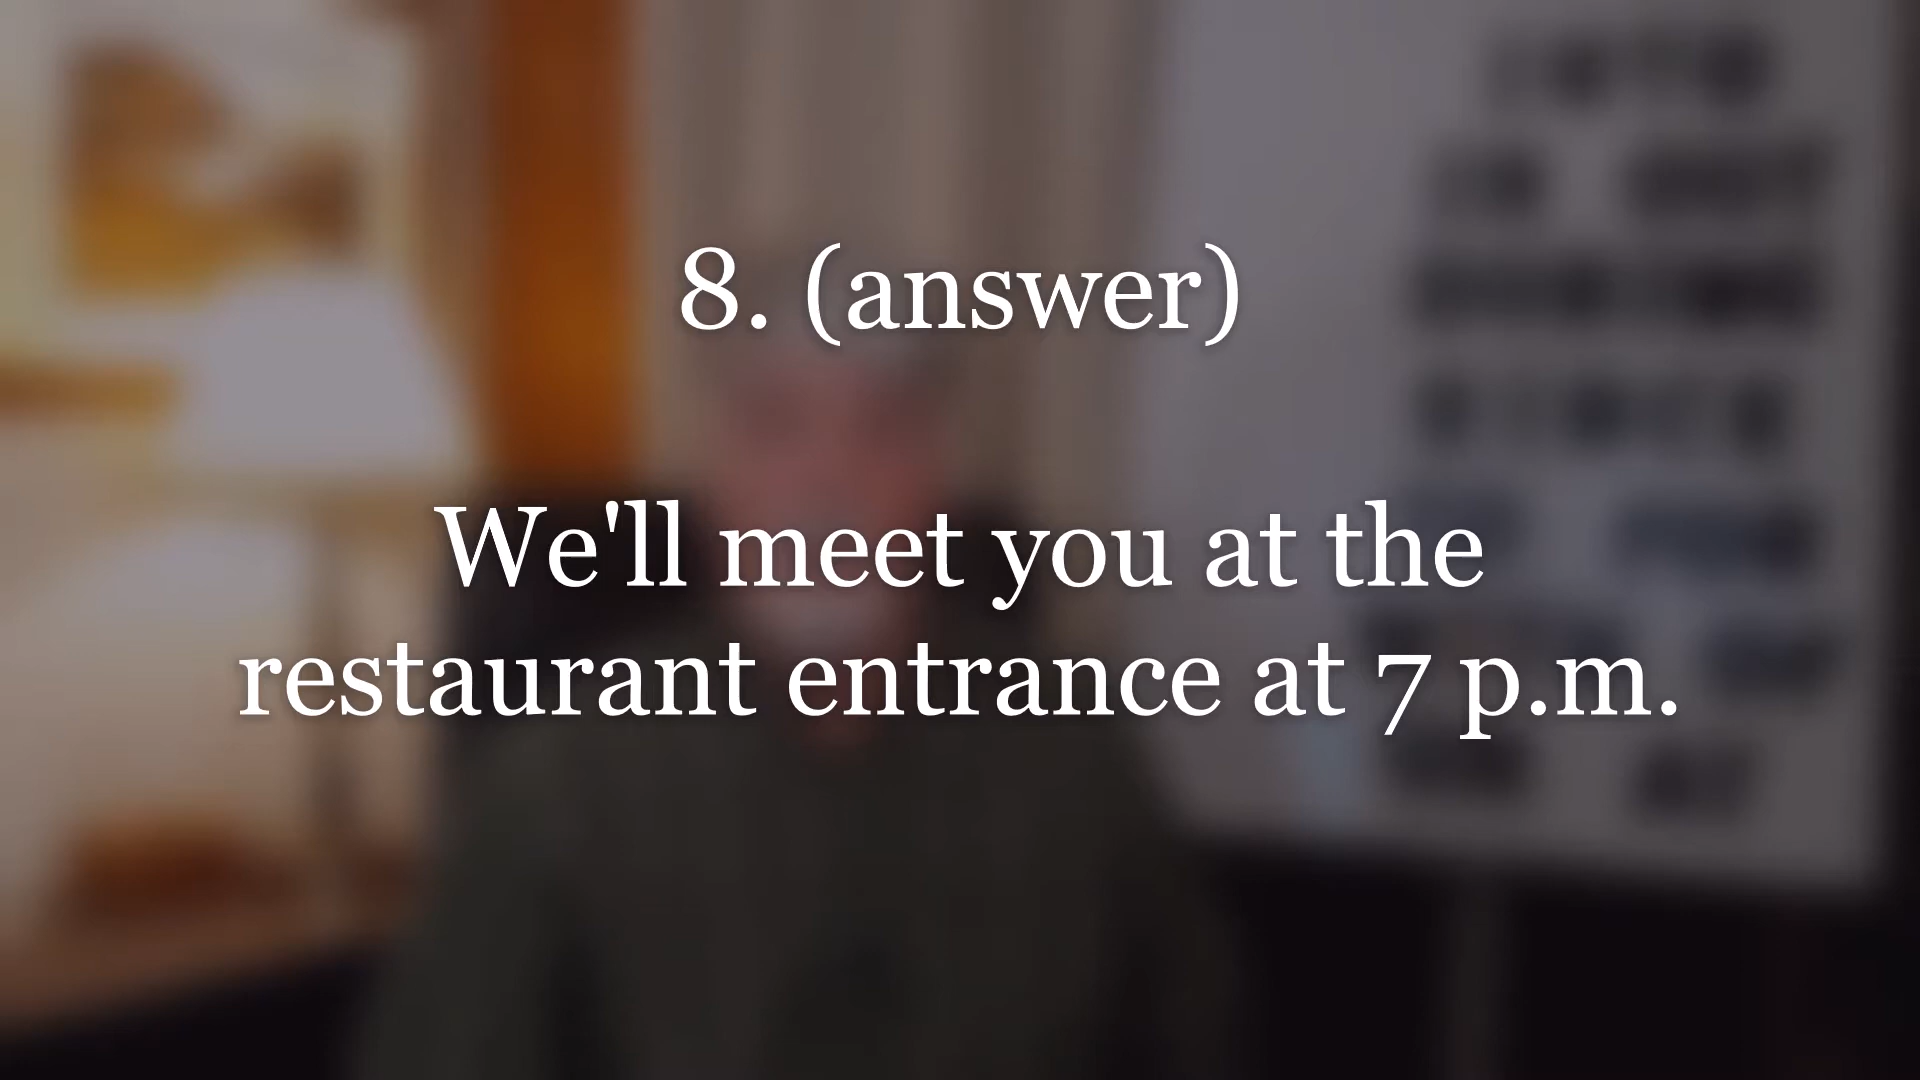 8. (answer)
We'll meet you at the
restaurant entrance at 7 p.m.